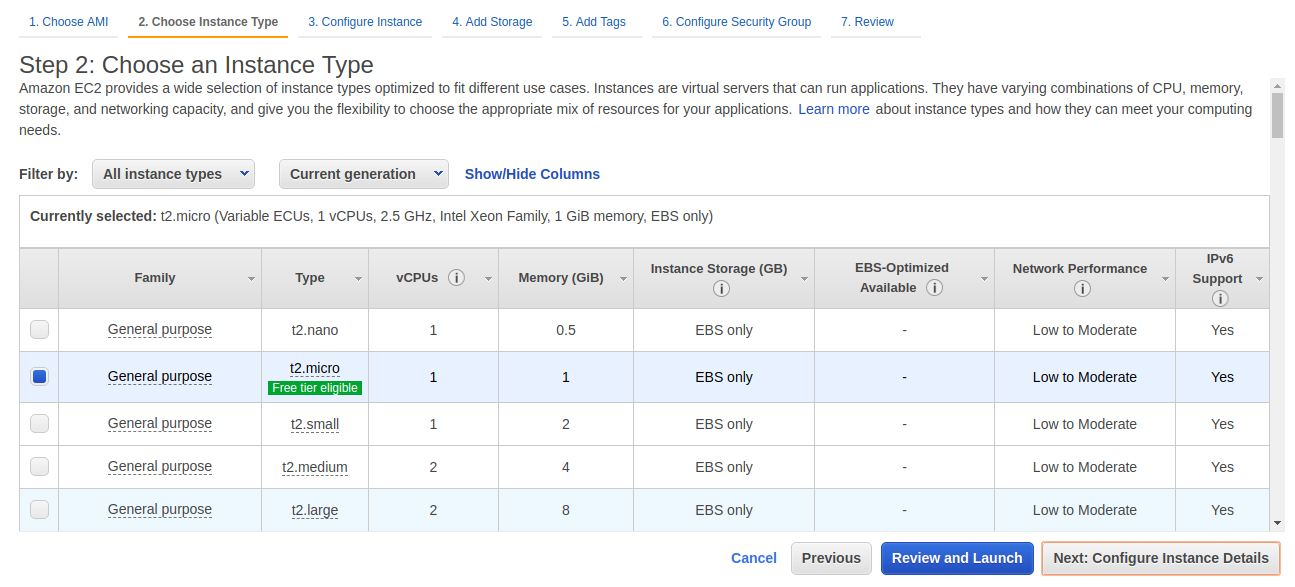 1. Choose AMI 2. Choose Instance Type 3. Configure Instance 4. Add Storage 5. Add Tags 6. Configure Security Group 7. Review
Step 2: Choose an Instance Type
Amazon EC2 provides a wide selection of instance types optimized to fit different use cases. Instances are virtual servers that can run applications. They have varying combinations of CPU, memory,
storage, and networking capacity, and give you the flexibility to choose the appropriate mix of resources for your applications. Learn more about instance types and how they can meet your computing
needs.
Filter by: All instance types Current generation Show/Hide Columns
Currently selected: t2.micro (Variable ECUs, 1 vCPUs, 2.5 GHz, Intel Xeon Family, 1 GiB memory, EBS only)
Family Type vCPUs i Memory (GiB) Instance Storage (GB) i EBS-Optimized Available i Network Performance i IPv6 Support i
General purpose t2.nano 1 0.5 EBS only - Low to Moderate Yes
General purpose t2.micro 1 1 EBS only - Low to Moderate Yes
Free tier eligible
General purpose t2.small 1 2 EBS only - Low to Moderate Yes
General purpose t2.medium 2 4 EBS only - Low to Moderate Yes
General purpose t2.large 2 8 EBS only - Low to Moderate Yes
Cancel Previous Review and Launch Next: Configure Instance Details